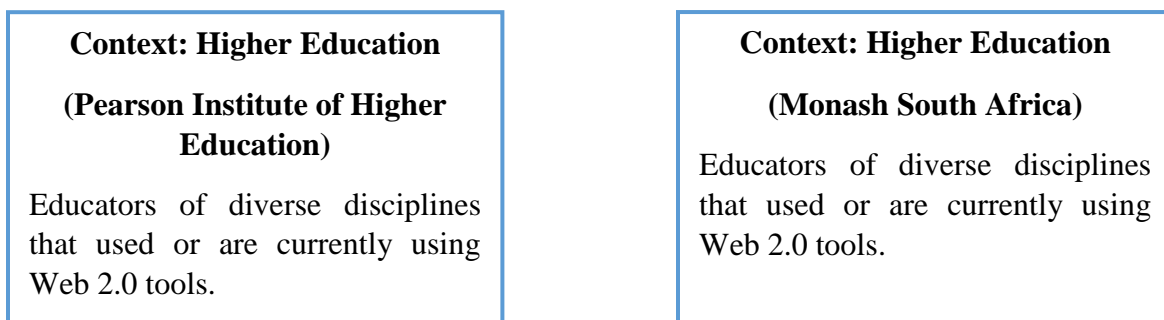 Context: Higher Education
(Pearson Institute of Higher
Education)
Educators of diverse disciplines
that used or are currently using
Web 2.0 tools.
Context: Higher Education
(Monash South Africa)
Educators of diverse disciplines
that used or are currently using
Web 2.0 tools.